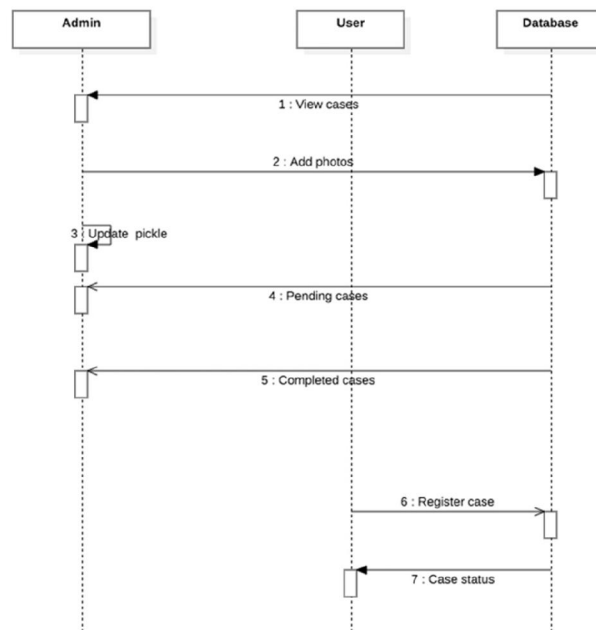 Admin
User
Database
1 : View cases
2 : Add photos
3 : Update pickle
4 : Pending cases
5 : Completed cases
6 : Register case
7 : Case status